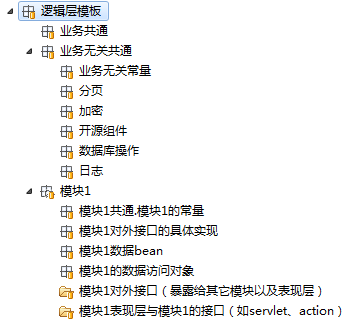 逻辑层模板
业务共通
业务无关共通
业务无关常量
分页
加密
开源组件
数据库操作
日志
模块1
模块1共通.模块1的常量
模块1对外接口的具体实现
模块1数据bean
模块1的数据访问对象
模块1对外接口（暴露给其它模块以及表现层）
模块1表现层与模块1的接口（如servlet、action）